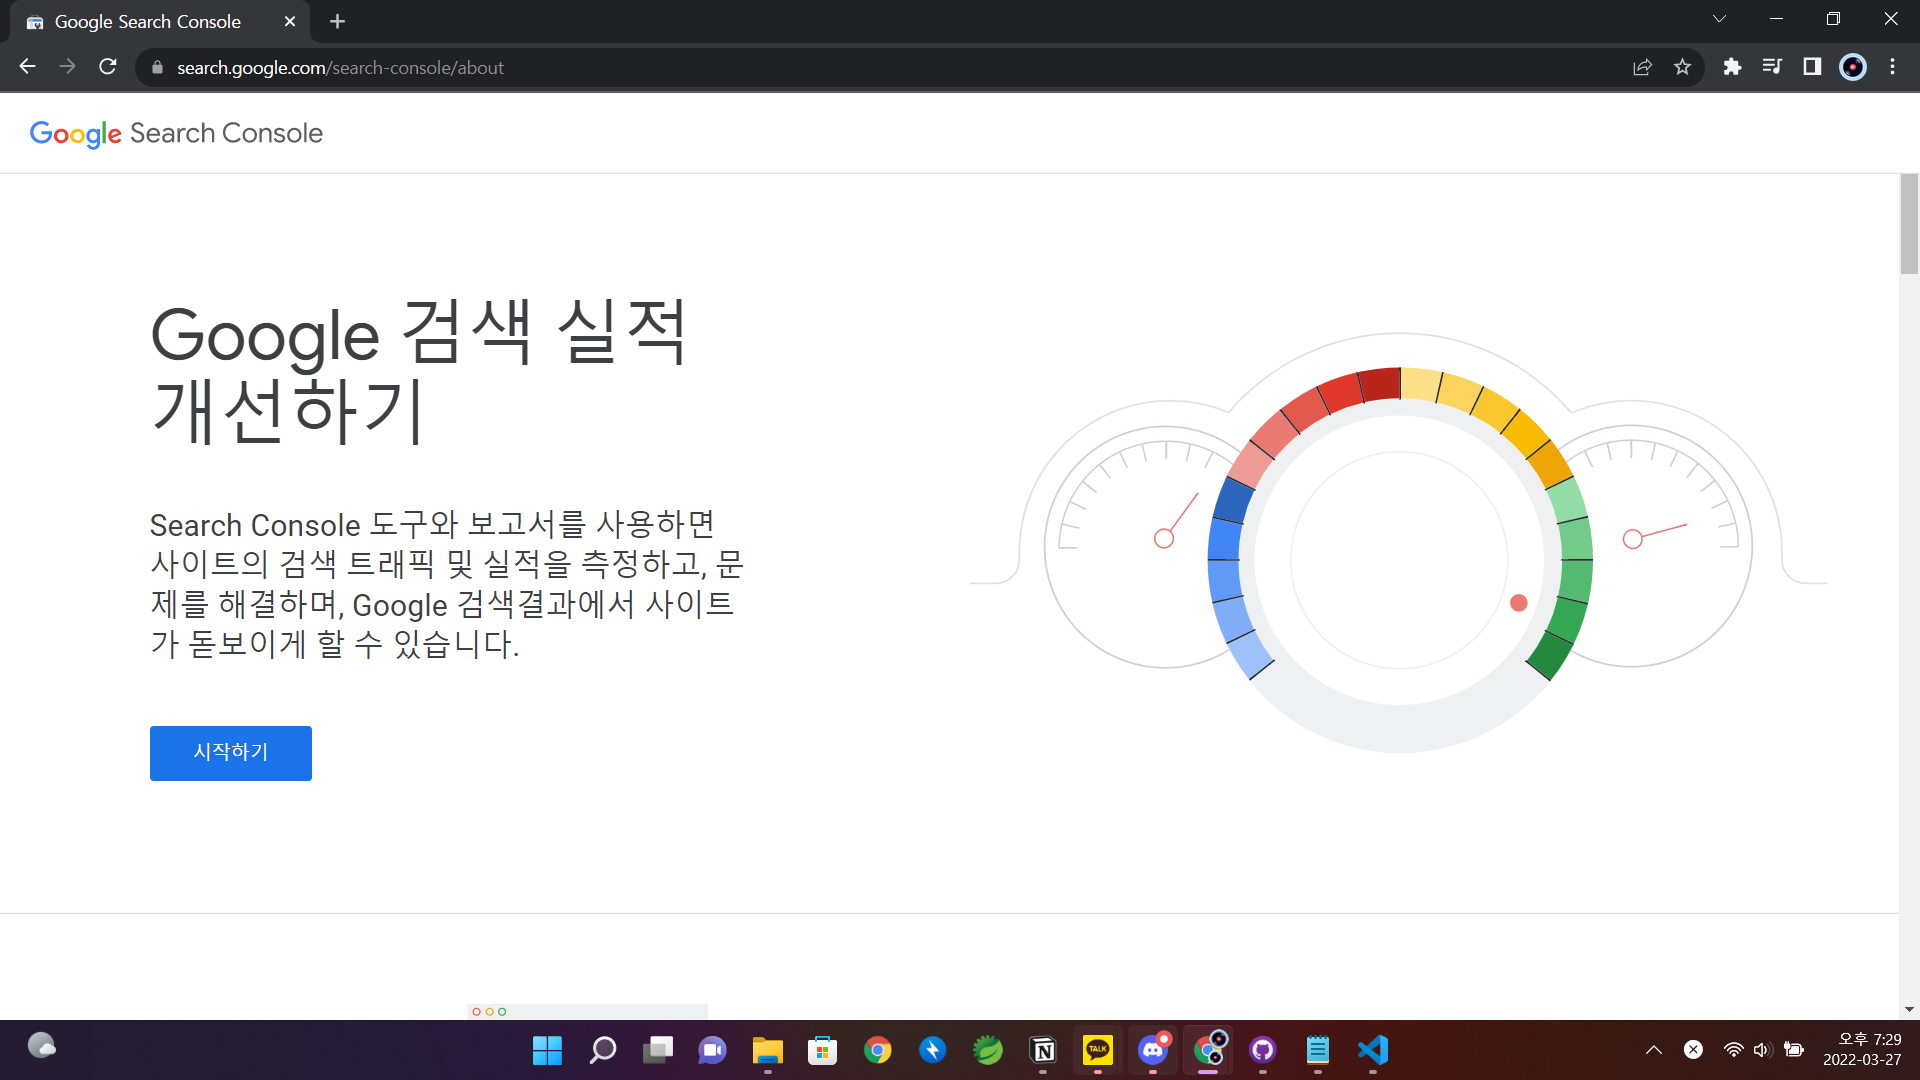 Google Search Console
search.google.com/search-console/about
Google Search Console
Google 검색 실적
개선하기
Search Console 도구와 보고서를 사용하면
사이트의 검색 트래픽 및 실적을 측정하고, 문
제를 해결하며, Google 검색결과에서 사이트
가 돋보이게 할 수 있습니다.
시작하기
TALK
오후 7:29
2022-03-27